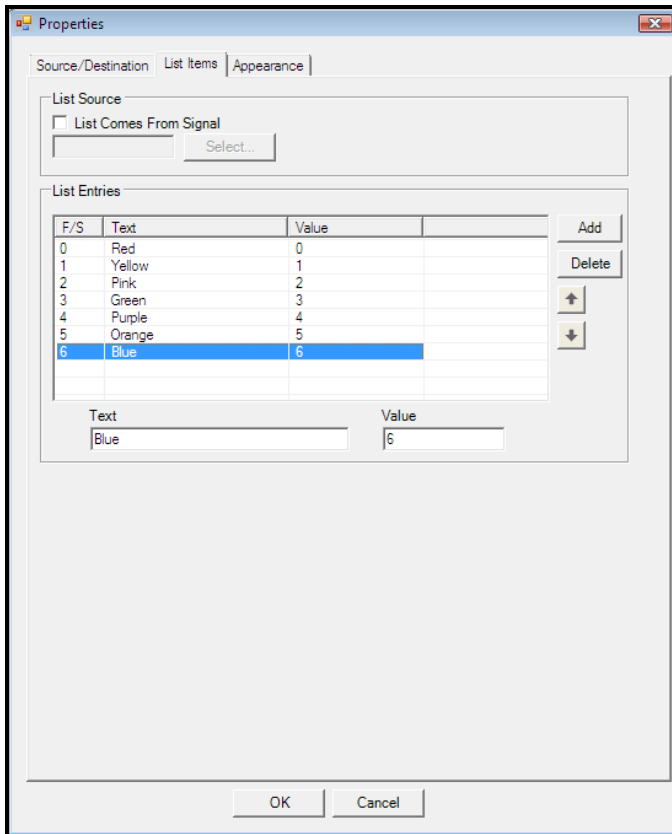 Properties
Source/Destination List Items Appearance
List Source
List Comes From Signal
Select...
List Entries
F/S Text Value
Add
0 Red 0
1 Yellow 1
Delete
2 Pink 2
3 Green 3
4 Purple 4
5 Orange 5
6 Blue 6
Text Value
Blue 6
OK Cancel